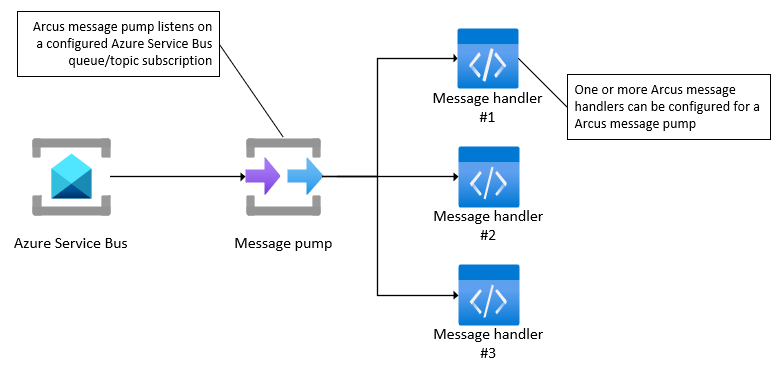 Arcus message pump listens on
a configured Azure Service Bus
queue/topic subscription
One or more Arcus message
handlers can be configured for a
Arcus message pump
Message handler
#1
Azure Service Bus
Message pump
Message handler
#2
Message handler
#3